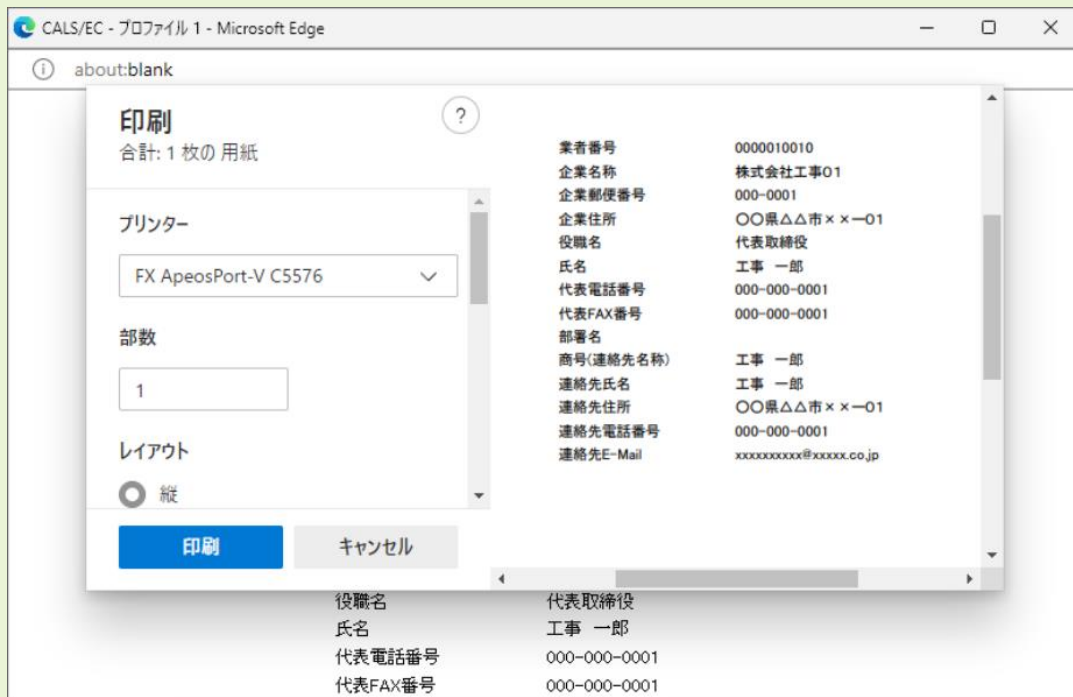 CALS/EC - プロファイル 1 - Microsoft Edge
about:blank
印刷
?
合計: 1 枚の 用紙
プリンター
FX ApeosPort-V C5576
部数
1
レイアウト
縦
印刷
キャンセル
業者番号 0000010010
企業名称 株式会社工事01
企業郵便番号 000-0001
企業住所 〇〇県△△市××ー01
役職名 代表取締役
氏名 工事 一郎
代表電話番号 000-000-0001
代表FAX番号 000-000-0001
部署名
商号(連絡先名称) 工事 一郎
連絡先氏名 工事 一郎
連絡先住所 〇〇県△△市××ー01
連絡先電話番号 000-000-0001
連絡先E-Mail xxxxxxxxxx@xxxxx.co.jp
役職名 代表取締役
氏名 工事 一郎
代表電話番号 000-000-0001
代表FAX番号 000-000-0001